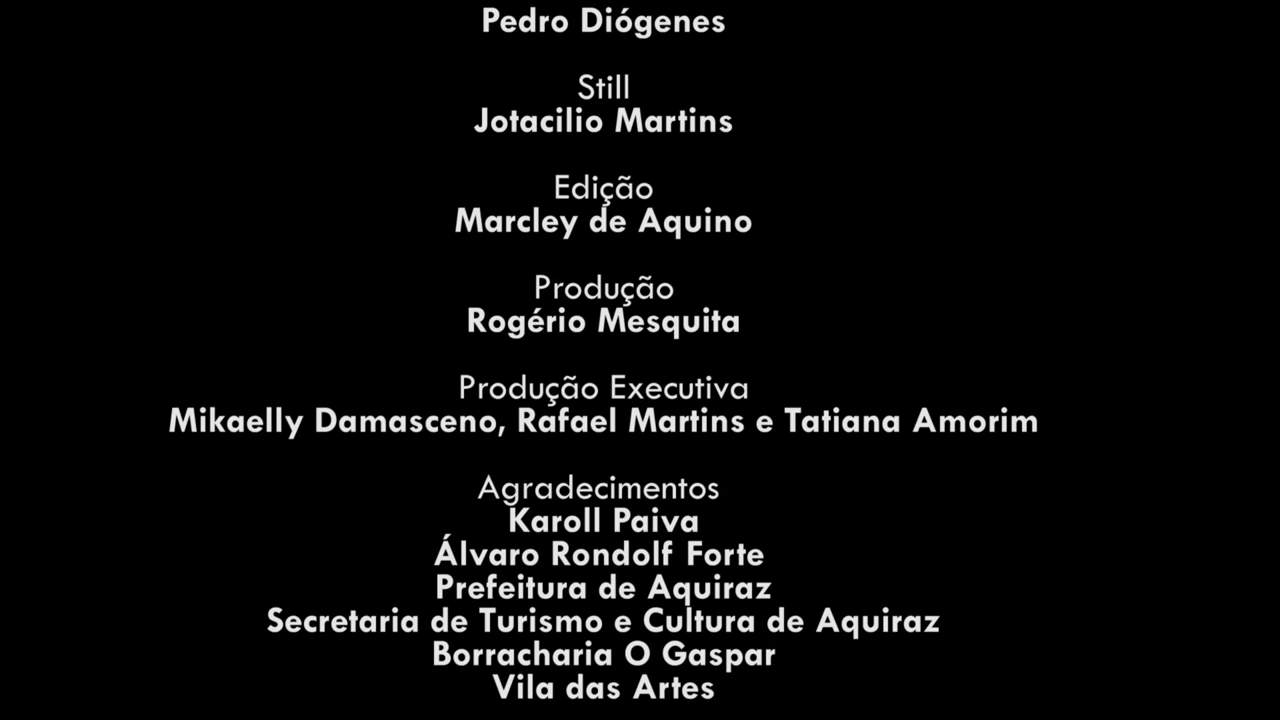 Pedro Diógenes
Still
Jotacilio Martins
Edição
Marcley de Aquino
Produção
Rogério Mesquita
Produção Executiva
Mikaelly Damasceno, Rafael Martins e Tatiana Amorim
Agradecimentos
Karoll Paiva
Álvaro Rondolf Forte
Prefeitura de Aquiraz
Secretaria de Turismo e Cultura de Aquiraz
Borracharia O Gaspar
Vila das Artes